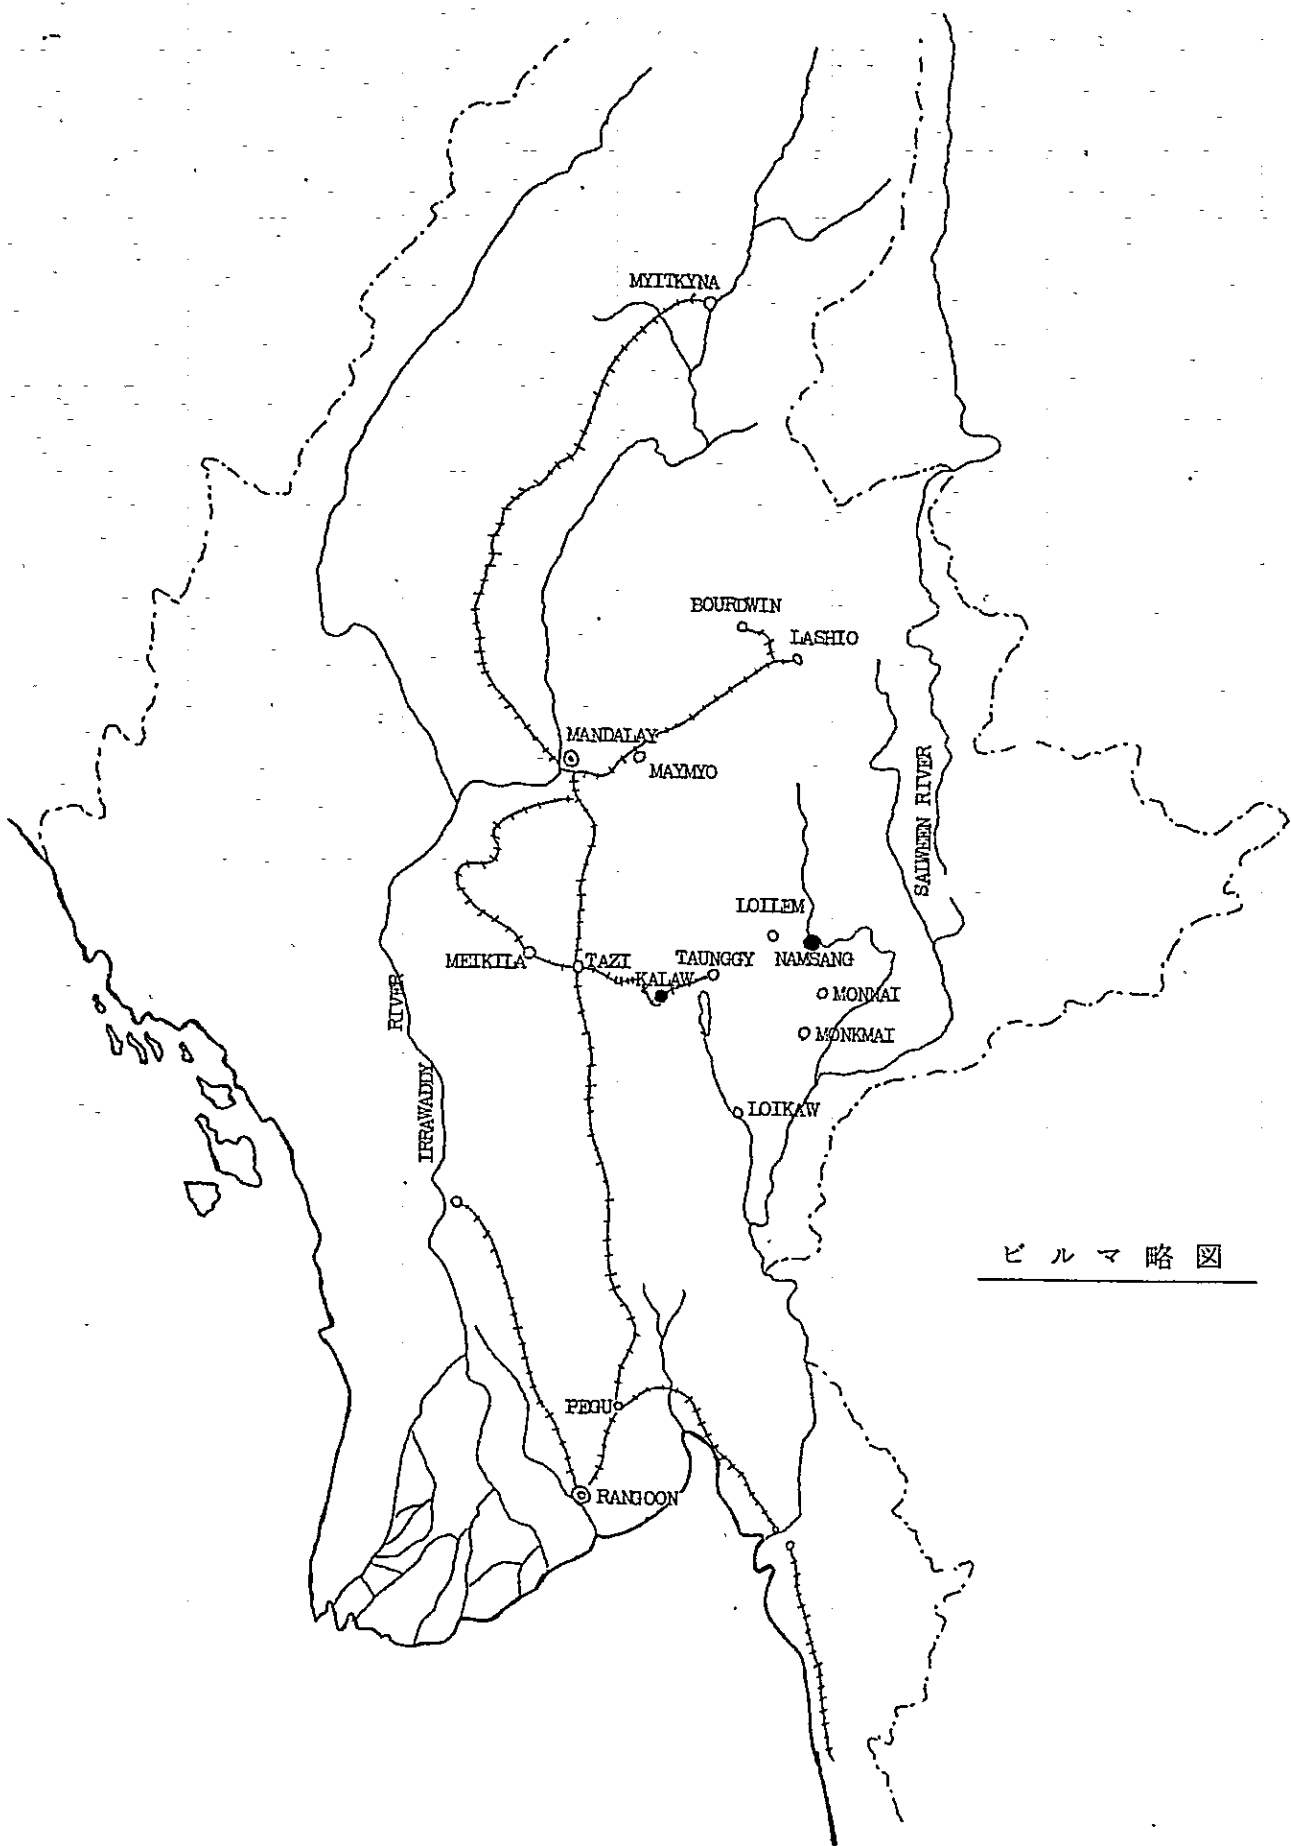 MYITKYNA
BOURDWIN
LASHIO
MANDALAY
MAYMYO
SALWEEN RIVER
LOILEM
MEIKILA
TAZI
TAUNGGY
NAMSANG
KALAW
MONNAI
MONKMAI
IRRAWADDY RIVER
LOIKAW
ビルマ略図
PEGU
RANGOON